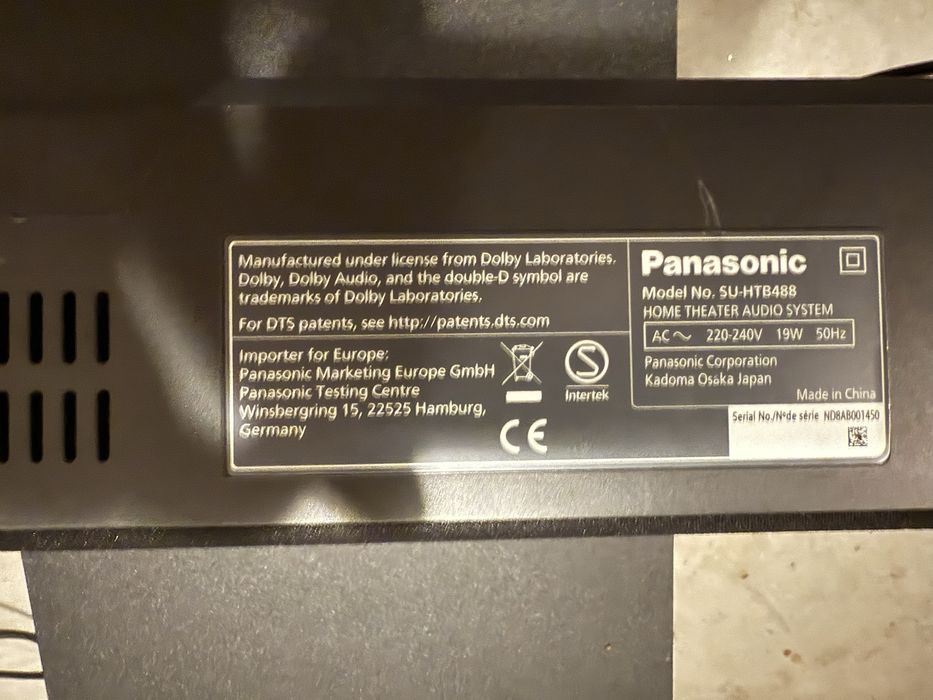 Manufactured under license from Dolby Laboratories.
Dolby, Dolby Audio, and the double-D symbol are
trademarks of Dolby Laboratories.
For DTS patents, see http://patents.dts.com
Importer for Europe:
Panasonic Marketing Europe GmbH
Panasonic Testing Centre
Winsbergring 15, 22525 Hamburg,
Germany
S
Intertek
CE
Panasonic
Model No. SU-HTB488
HOME THEATER AUDIO SYSTEM
AC ~ 220-240V 19W 50Hz
Panasonic Corporation
Kadoma Osaka Japan
Made in China
Serial No./Nºde série ND8AB001450